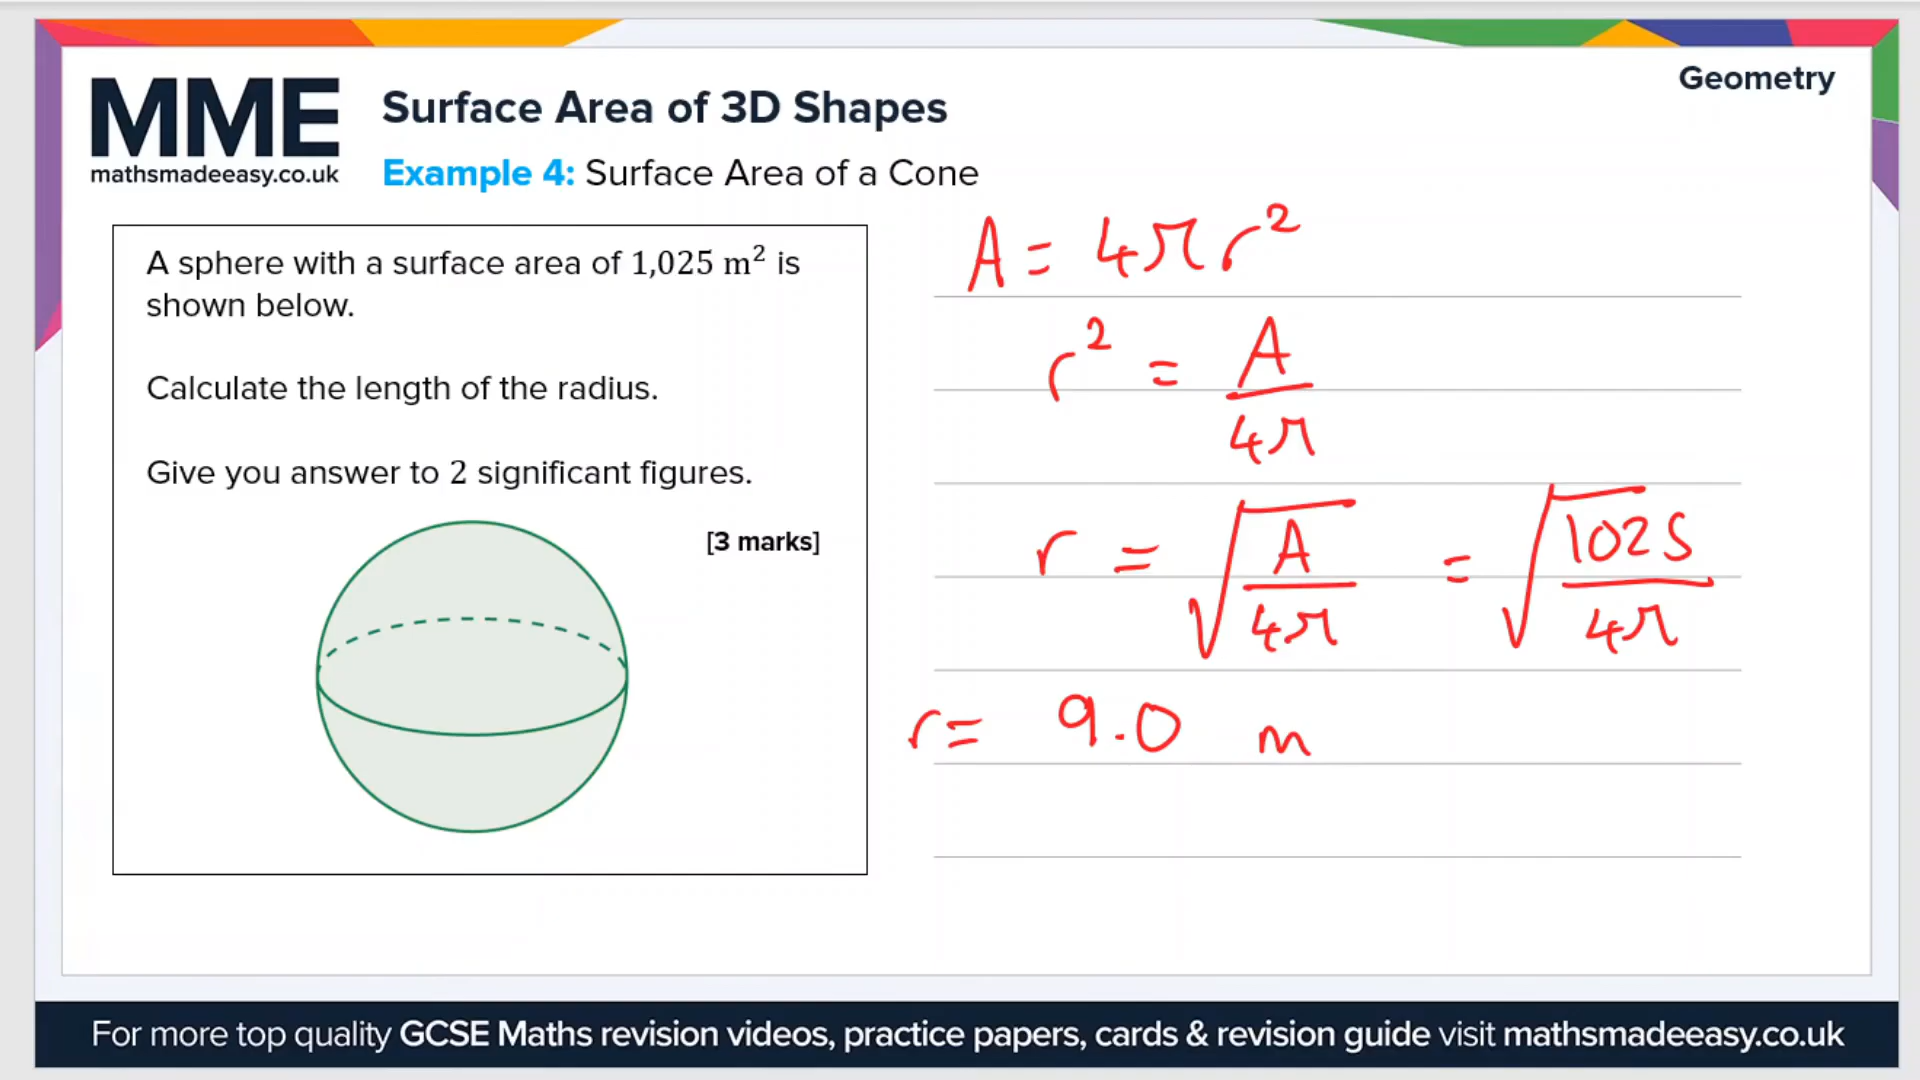 MME
mathsmadeeasy.co.uk
Surface Area of 3D Shapes
Example 4: Surface Area of a Cone
Geometry
A sphere with a surface area of 1,025 m² is
shown below.
Calculate the length of the radius.
Give you answer to 2 significant figures.
[3 marks]
A = 4πr²
r² = A/4π
r = √(A/4π) = √(1025/4π)
r = 9.0 m
For more top quality GCSE Maths revision videos, practice papers, cards & revision guide visit mathsmadeeasy.co.uk